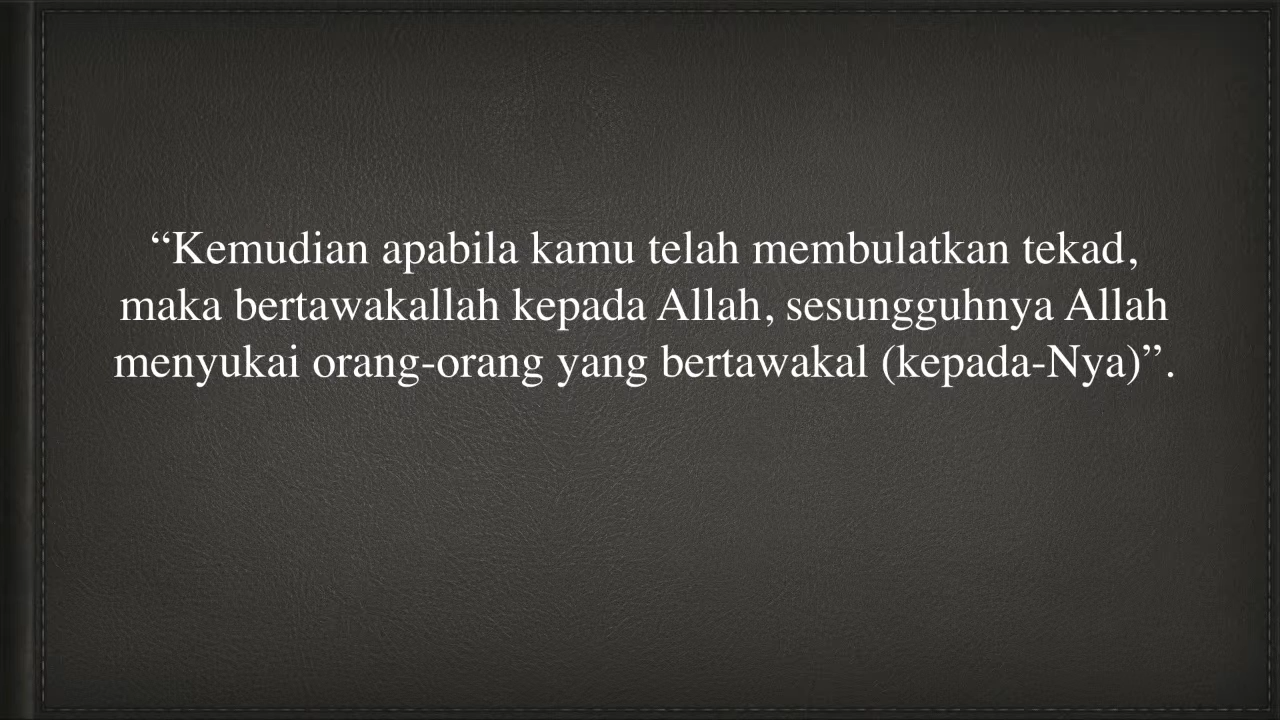 “Kemudian apabila kamu telah membulatkan tekad,
maka bertawakallah kepada Allah, sesungguhnya Allah
menyukai orang-orang yang bertawakal (kepada-Nya)”.